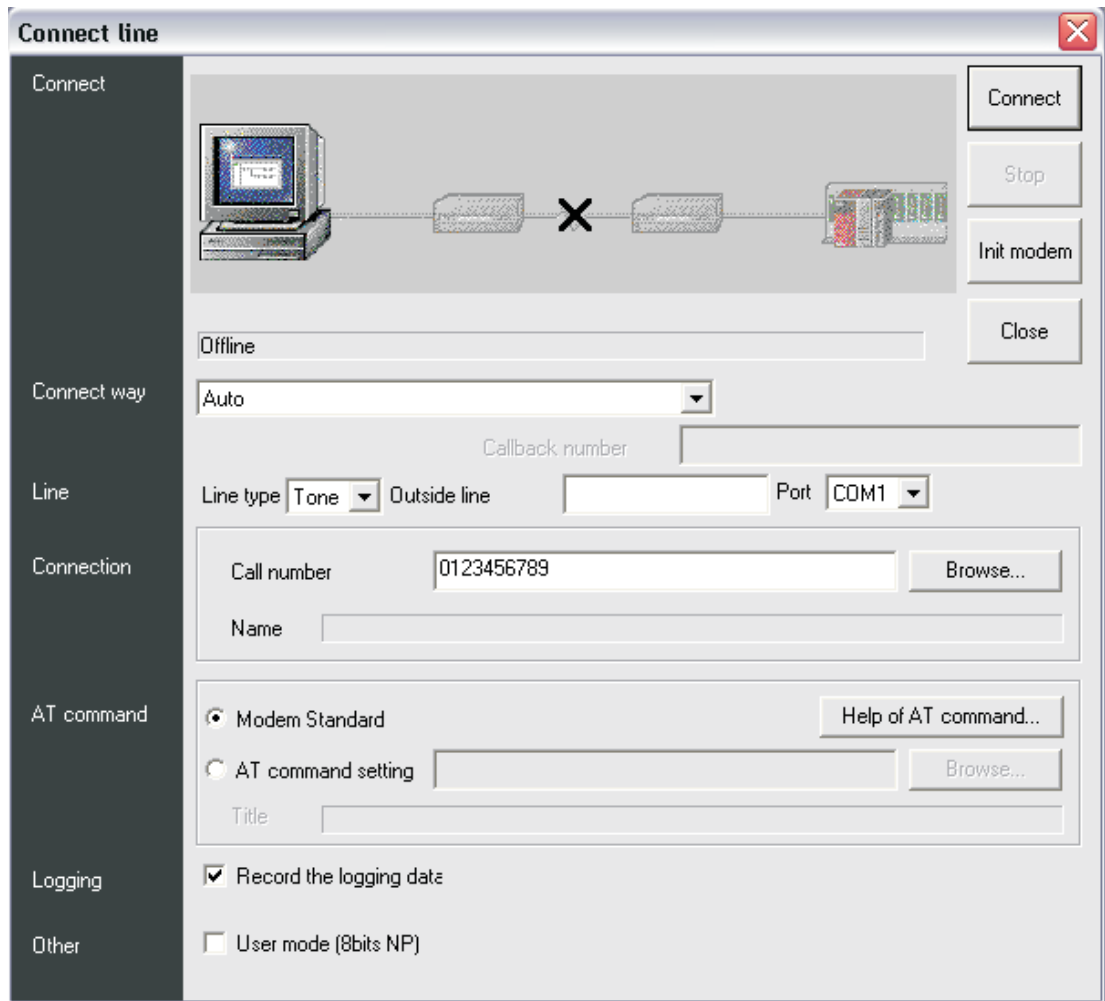 Connect line
Connect
Connect
Stop
Init modem
Close
Offline
Connect way
Auto
Callback number
Line
Line type Tone Outside line Port COM1
Connection
Call number 0123456789 Browse...
Name
AT command
Modem Standard Help of AT command...
AT command setting Browse...
Title
Logging
Record the logging data
Other
User mode (8bits NP)